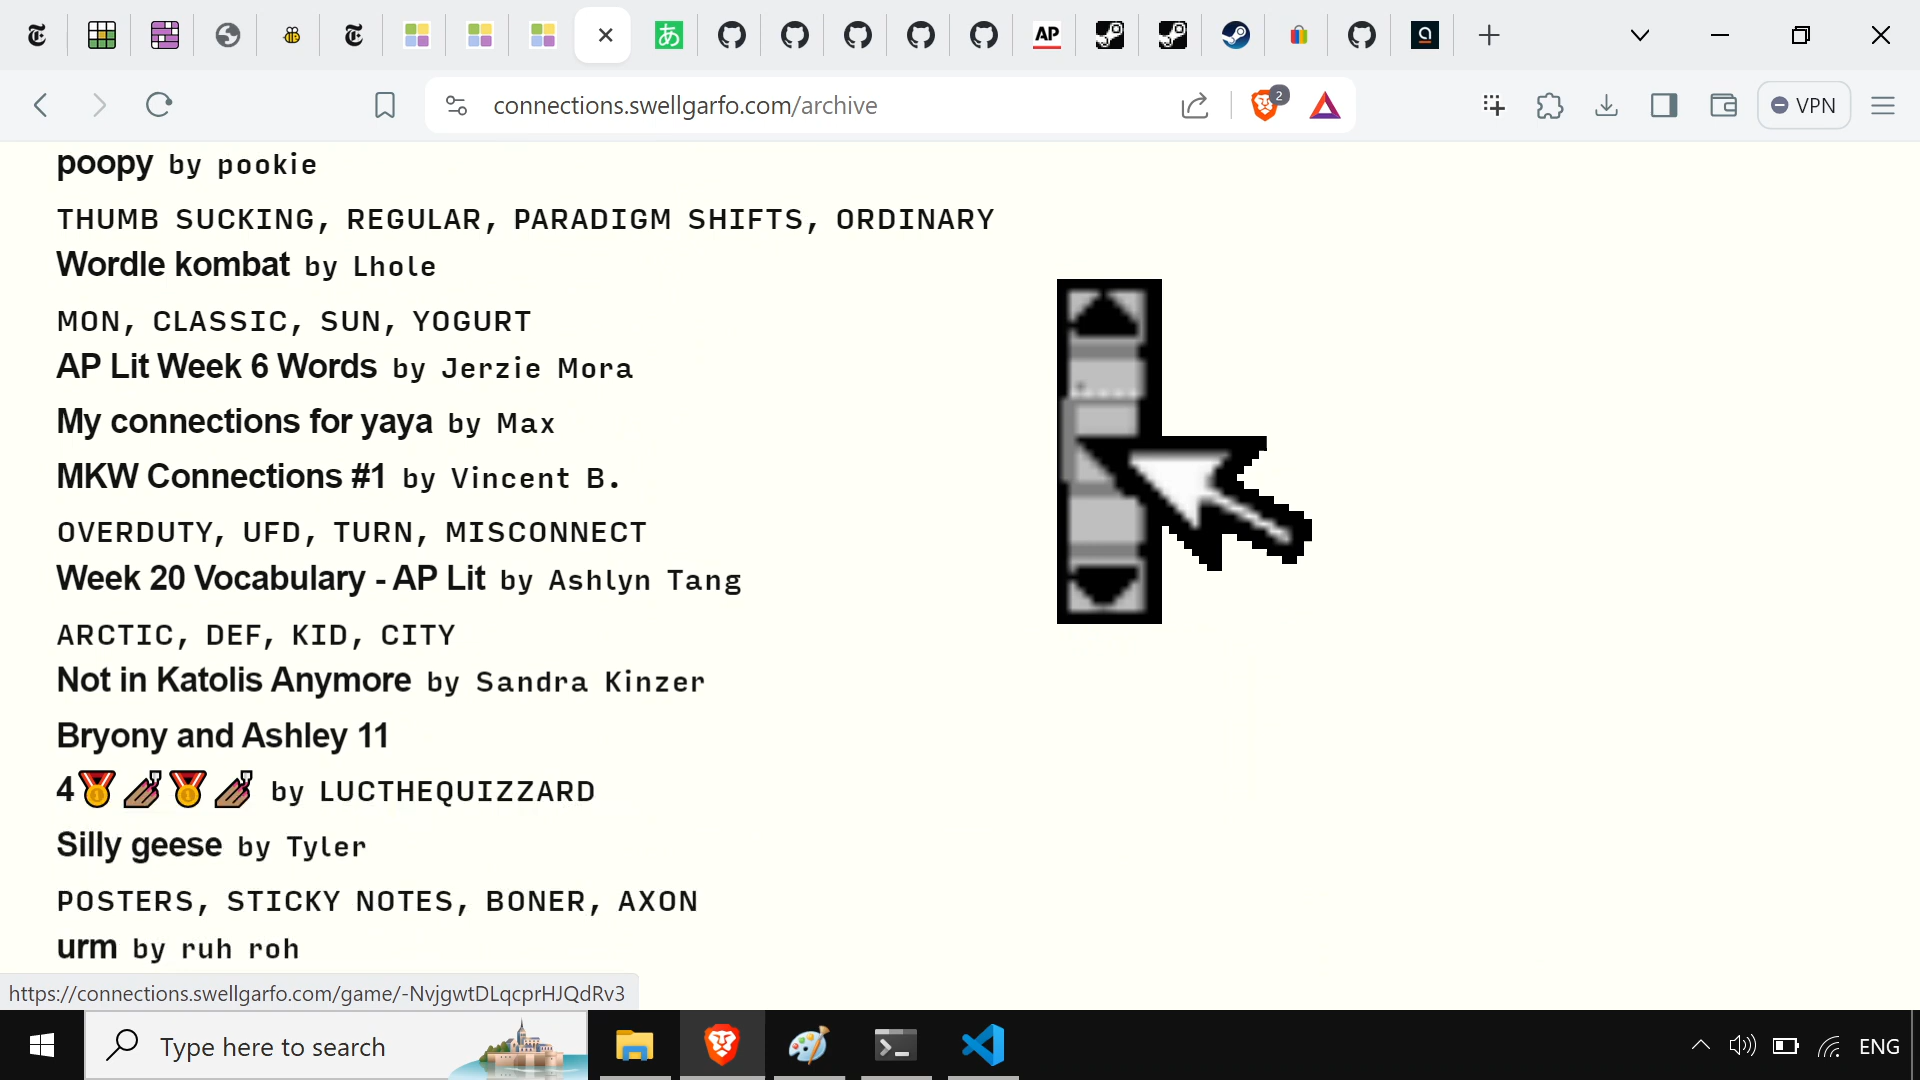 connections.swellgarfo.com/archive
2
VPN
AP
あ
poopy by pookie
THUMB SUCKING, REGULAR, PARADIGM SHIFTS, ORDINARY
Wordle kombat by Lhole
MON, CLASSIC, SUN, YOGURT
AP Lit Week 6 Words by Jerzie Mora
My connections for yaya by Max
MKW Connections #1 by Vincent B.
OVERDUTY, UFD, TURN, MISCONNECT
Week 20 Vocabulary - AP Lit by Ashlyn Tang
ARCTIC, DEF, KID, CITY
Not in Katolis Anymore by Sandra Kinzer
Bryony and Ashley 11
4🏅💅🏽🏅💅🏽 by LUCTHEQUIZZARD
Silly geese by Tyler
POSTERS, STICKY NOTES, BONER, AXON
urm by ruh roh
https://connections.swellgarfo.com/game/-NvjgwtDLqcprHJQdRv3
Type here to search
ENG